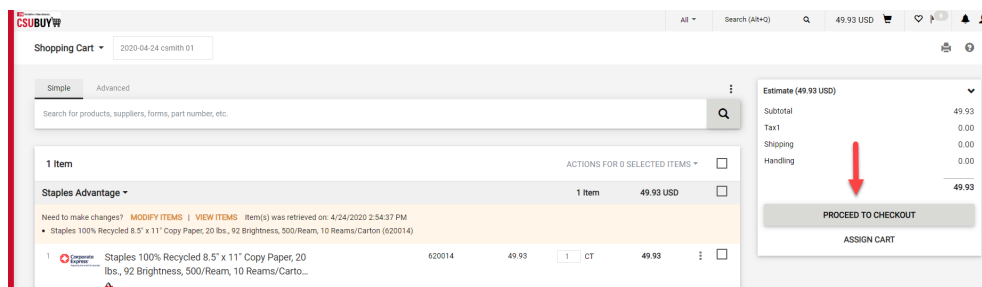 CSUBUY
All
Search (Alt+Q)
49.93 USD
Shopping Cart
2020-04-24 csmith 01
Simple
Advanced
Search for products, suppliers, forms, part number, etc.
1 Item
ACTIONS FOR 0 SELECTED ITEMS
Staples Advantage
1 Item
49.93 USD
Need to make changes? MODIFY ITEMS | VIEW ITEMS Item(s) was retrieved on: 4/24/2020 2:54:37 PM
• Staples 100% Recycled 8.5" x 11" Copy Paper, 20 lbs., 92 Brightness, 500/Ream, 10 Reams/Carton (620014)
1
Corporate Express
Staples 100% Recycled 8.5" x 11" Copy Paper, 20
lbs., 92 Brightness, 500/Ream, 10 Reams/Carto...
620014
49.93
1 CT
49.93
Estimate (49.93 USD)
Subtotal 49.93
Tax1 0.00
Shipping 0.00
Handling 0.00
49.93
PROCEED TO CHECKOUT
ASSIGN CART